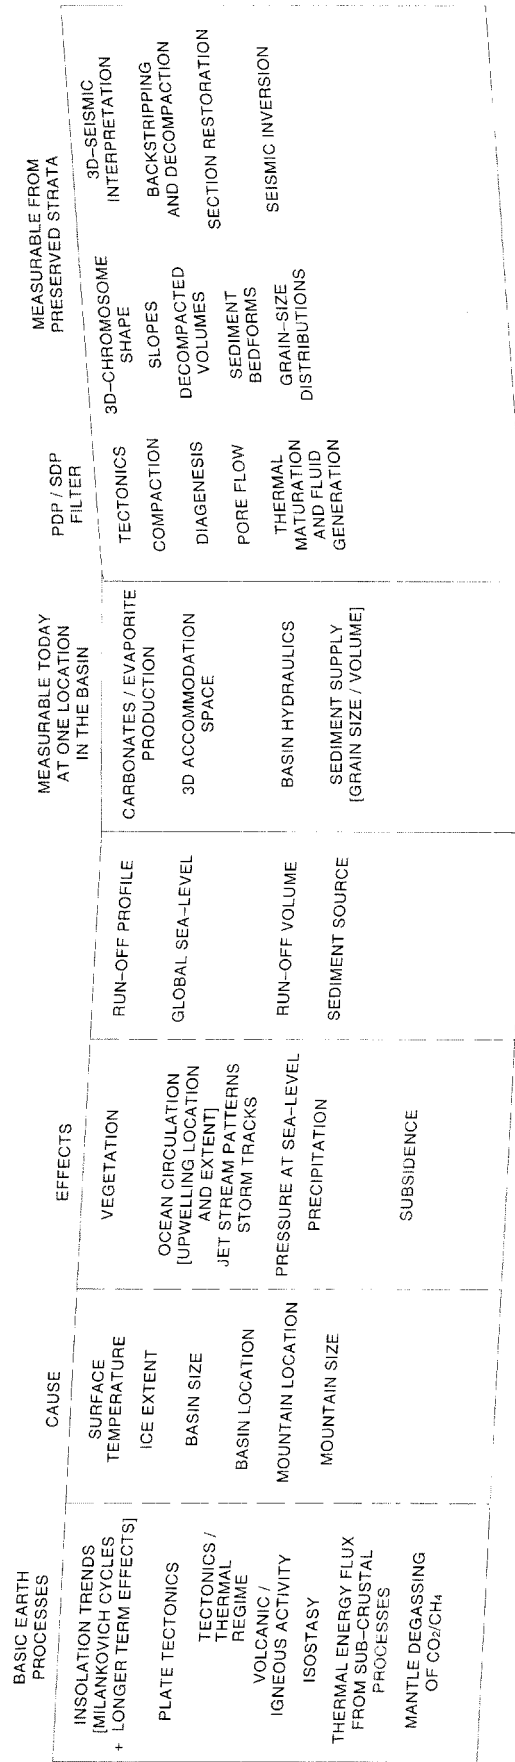 BASIC EARTH
PROCESSES
INSOLATION TRENDS
[MILANKOVICH CYCLES
+ LONGER TERM EFFECTS]
PLATE TECTONICS
TECTONICS /
THERMAL
REGIME
VOLCANIC /
IGNEOUS ACTIVITY
ISOSTASY
THERMAL ENERGY FLUX
FROM SUB-CRUSTAL
PROCESSES
MANTLE DEGASSING
OF CO₂/CH₄
CAUSE
SURFACE
TEMPERATURE
ICE EXTENT
BASIN SIZE
BASIN LOCATION
MOUNTAIN LOCATION
MOUNTAIN SIZE
EFFECTS
VEGETATION
OCEAN CIRCULATION
[UPWELLING LOCATION
AND EXTENT]
JET STREAM PATTERNS
STORM TRACKS
PRESSURE AT SEA-LEVEL
PRECIPITATION
SUBSIDENCE
RUN-OFF PROFILE
GLOBAL SEA-LEVEL
RUN-OFF VOLUME
SEDIMENT SOURCE
MEASURABLE TODAY
AT ONE LOCATION
IN THE BASIN
CARBONATES / EVAPORITE
PRODUCTION
3D ACCOMMODATION
SPACE
BASIN HYDRAULICS
SEDIMENT SUPPLY
[GRAIN SIZE / VOLUME]
PDP / SDP
FILTER
TECTONICS
COMPACTION
DIAGENESIS
PORE FLOW
THERMAL
MATURATION
AND FLUID
GENERATION
MEASURABLE FROM
PRESERVED STRATA
3D-CHROMOSOME
SHAPE
SLOPES
DECOMPACTED
VOLUMES
SEDIMENT
BEDFORMS
GRAIN-SIZE
DISTRIBUTIONS
3D-SEISMIC
INTERPRETATION
BACKSTRIPPING
AND DECOMPACTION
SECTION RESTORATION
SEISMIC INVERSION